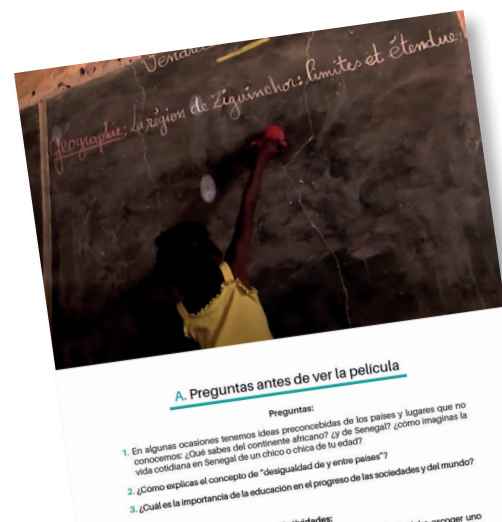 Géographie: La région de Ziguinchor: limites et étendue
A. Preguntas antes de ver la película
Preguntas:
1. En algunas ocasiones tenemos ideas preconcebidas de los países y lugares que no
conocemos: ¿Qué sabes del continente africano? ¿y de Senegal? ¿cómo imaginas la
vida cotidiana en Senegal de un chico o chica de tu edad?
2. ¿Cómo explicas el concepto de "desigualdad de y entre países"?
3. ¿Cuál es la importancia de la educación en el progreso de las sociedades y del mundo?